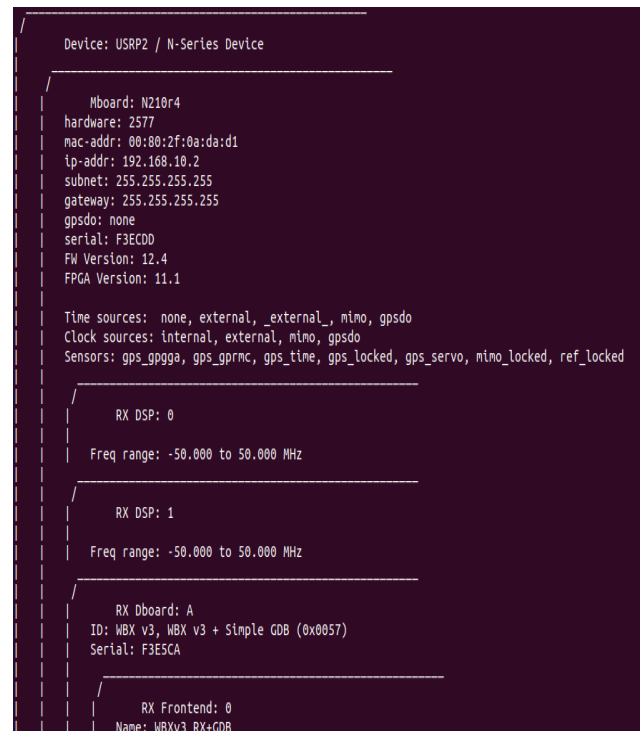 Device: USRP2 / N-Series Device
Mboard: N210r4
hardware: 2577
mac-addr: 00:80:2f:0a:da:d1
ip-addr: 192.168.10.2
subnet: 255.255.255.255
gateway: 255.255.255.255
gpsdo: none
serial: F3ECDD
FW Version: 12.4
FPGA Version: 11.1
Time sources:  none, external, _external_, mimo, gpsdo
Clock sources: internal, external, mimo, gpsdo
Sensors: gps_gpgga, gps_gprmc, gps_time, gps_locked, gps_servo, mimo_locked, ref_locked
RX DSP: 0
Freq range: -50.000 to 50.000 MHz
RX DSP: 1
Freq range: -50.000 to 50.000 MHz
RX Dboard: A
ID: WBX v3, WBX v3 + Simple GDB (0x0057)
Serial: F3E5CA
RX Frontend: 0
Name: WBXv3 RX+GDB